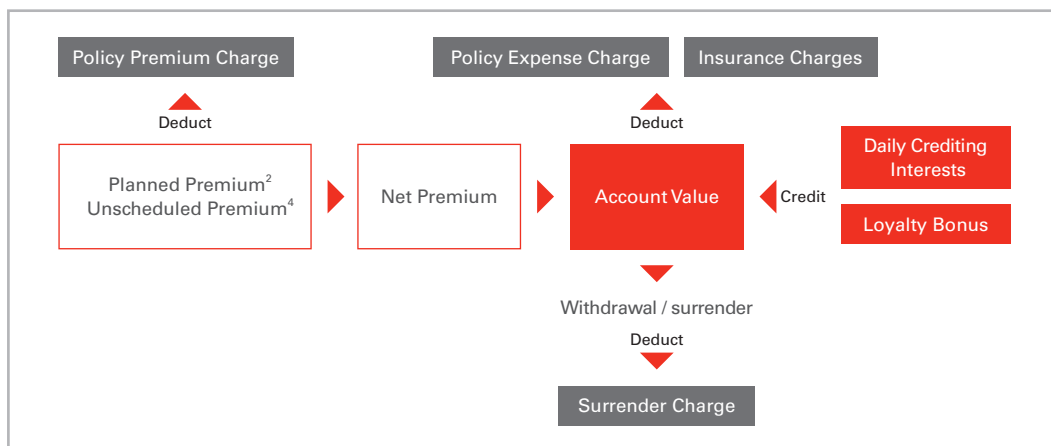 Policy Premium Charge
Policy Expense Charge
Insurance Charges
Deduct
Deduct
Planned Premium²
Unscheduled Premium⁴
Net Premium
Account Value
Credit
Daily Crediting
Interests
Loyalty Bonus
Withdrawal / surrender
Deduct
Surrender Charge